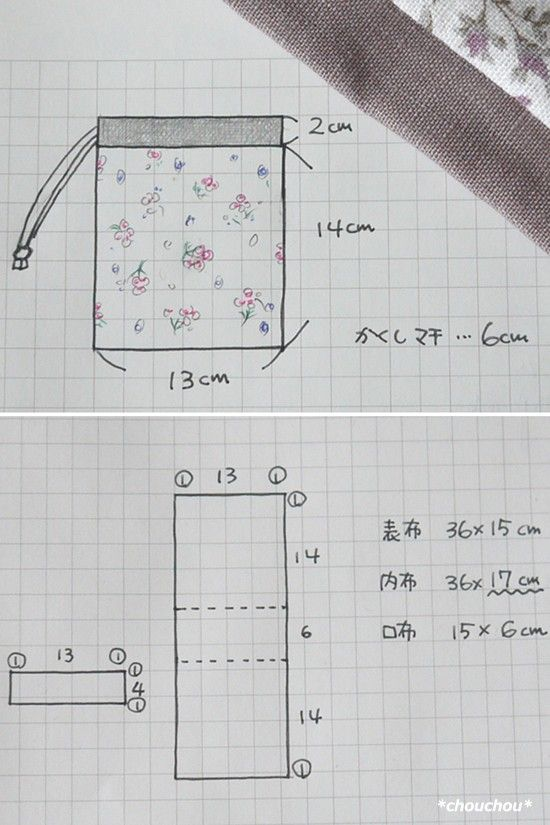 2cm
14cm
かくしマチ…6cm
13cm
① 13 ①
①
14
6
14
①
表布 36×15cm
内布 36×17cm
口布 15×6cm
① 13 ①
①
4
①
*chouchou*